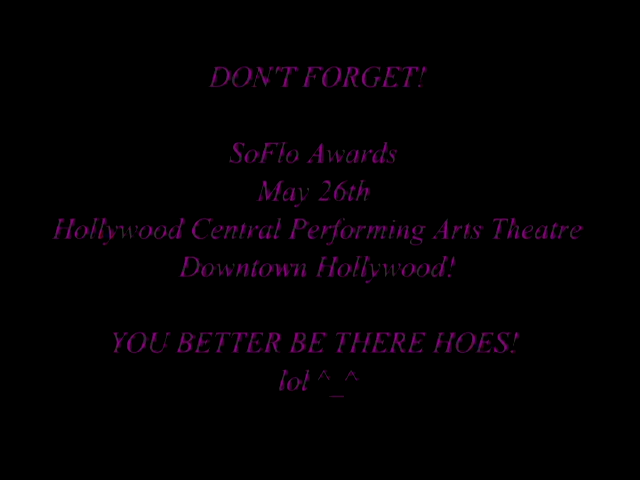 DON'T FORGET!
SoFlo Awards
May 26th
Hollywood Central Performing Arts Theatre
Downtown Hollywood!
YOU BETTER BE THERE HOES!
lol ^_^